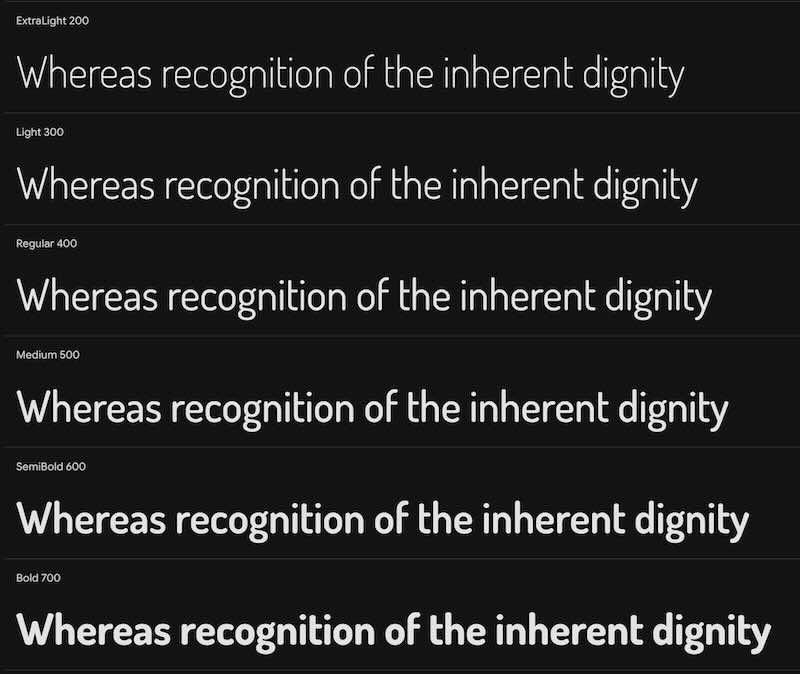 ExtraLight 200
Whereas recognition of the inherent dignity
Light 300
Whereas recognition of the inherent dignity
Regular 400
Whereas recognition of the inherent dignity
Medium 500
Whereas recognition of the inherent dignity
SemiBold 600
Whereas recognition of the inherent dignity
Bold 700
Whereas recognition of the inherent dignity